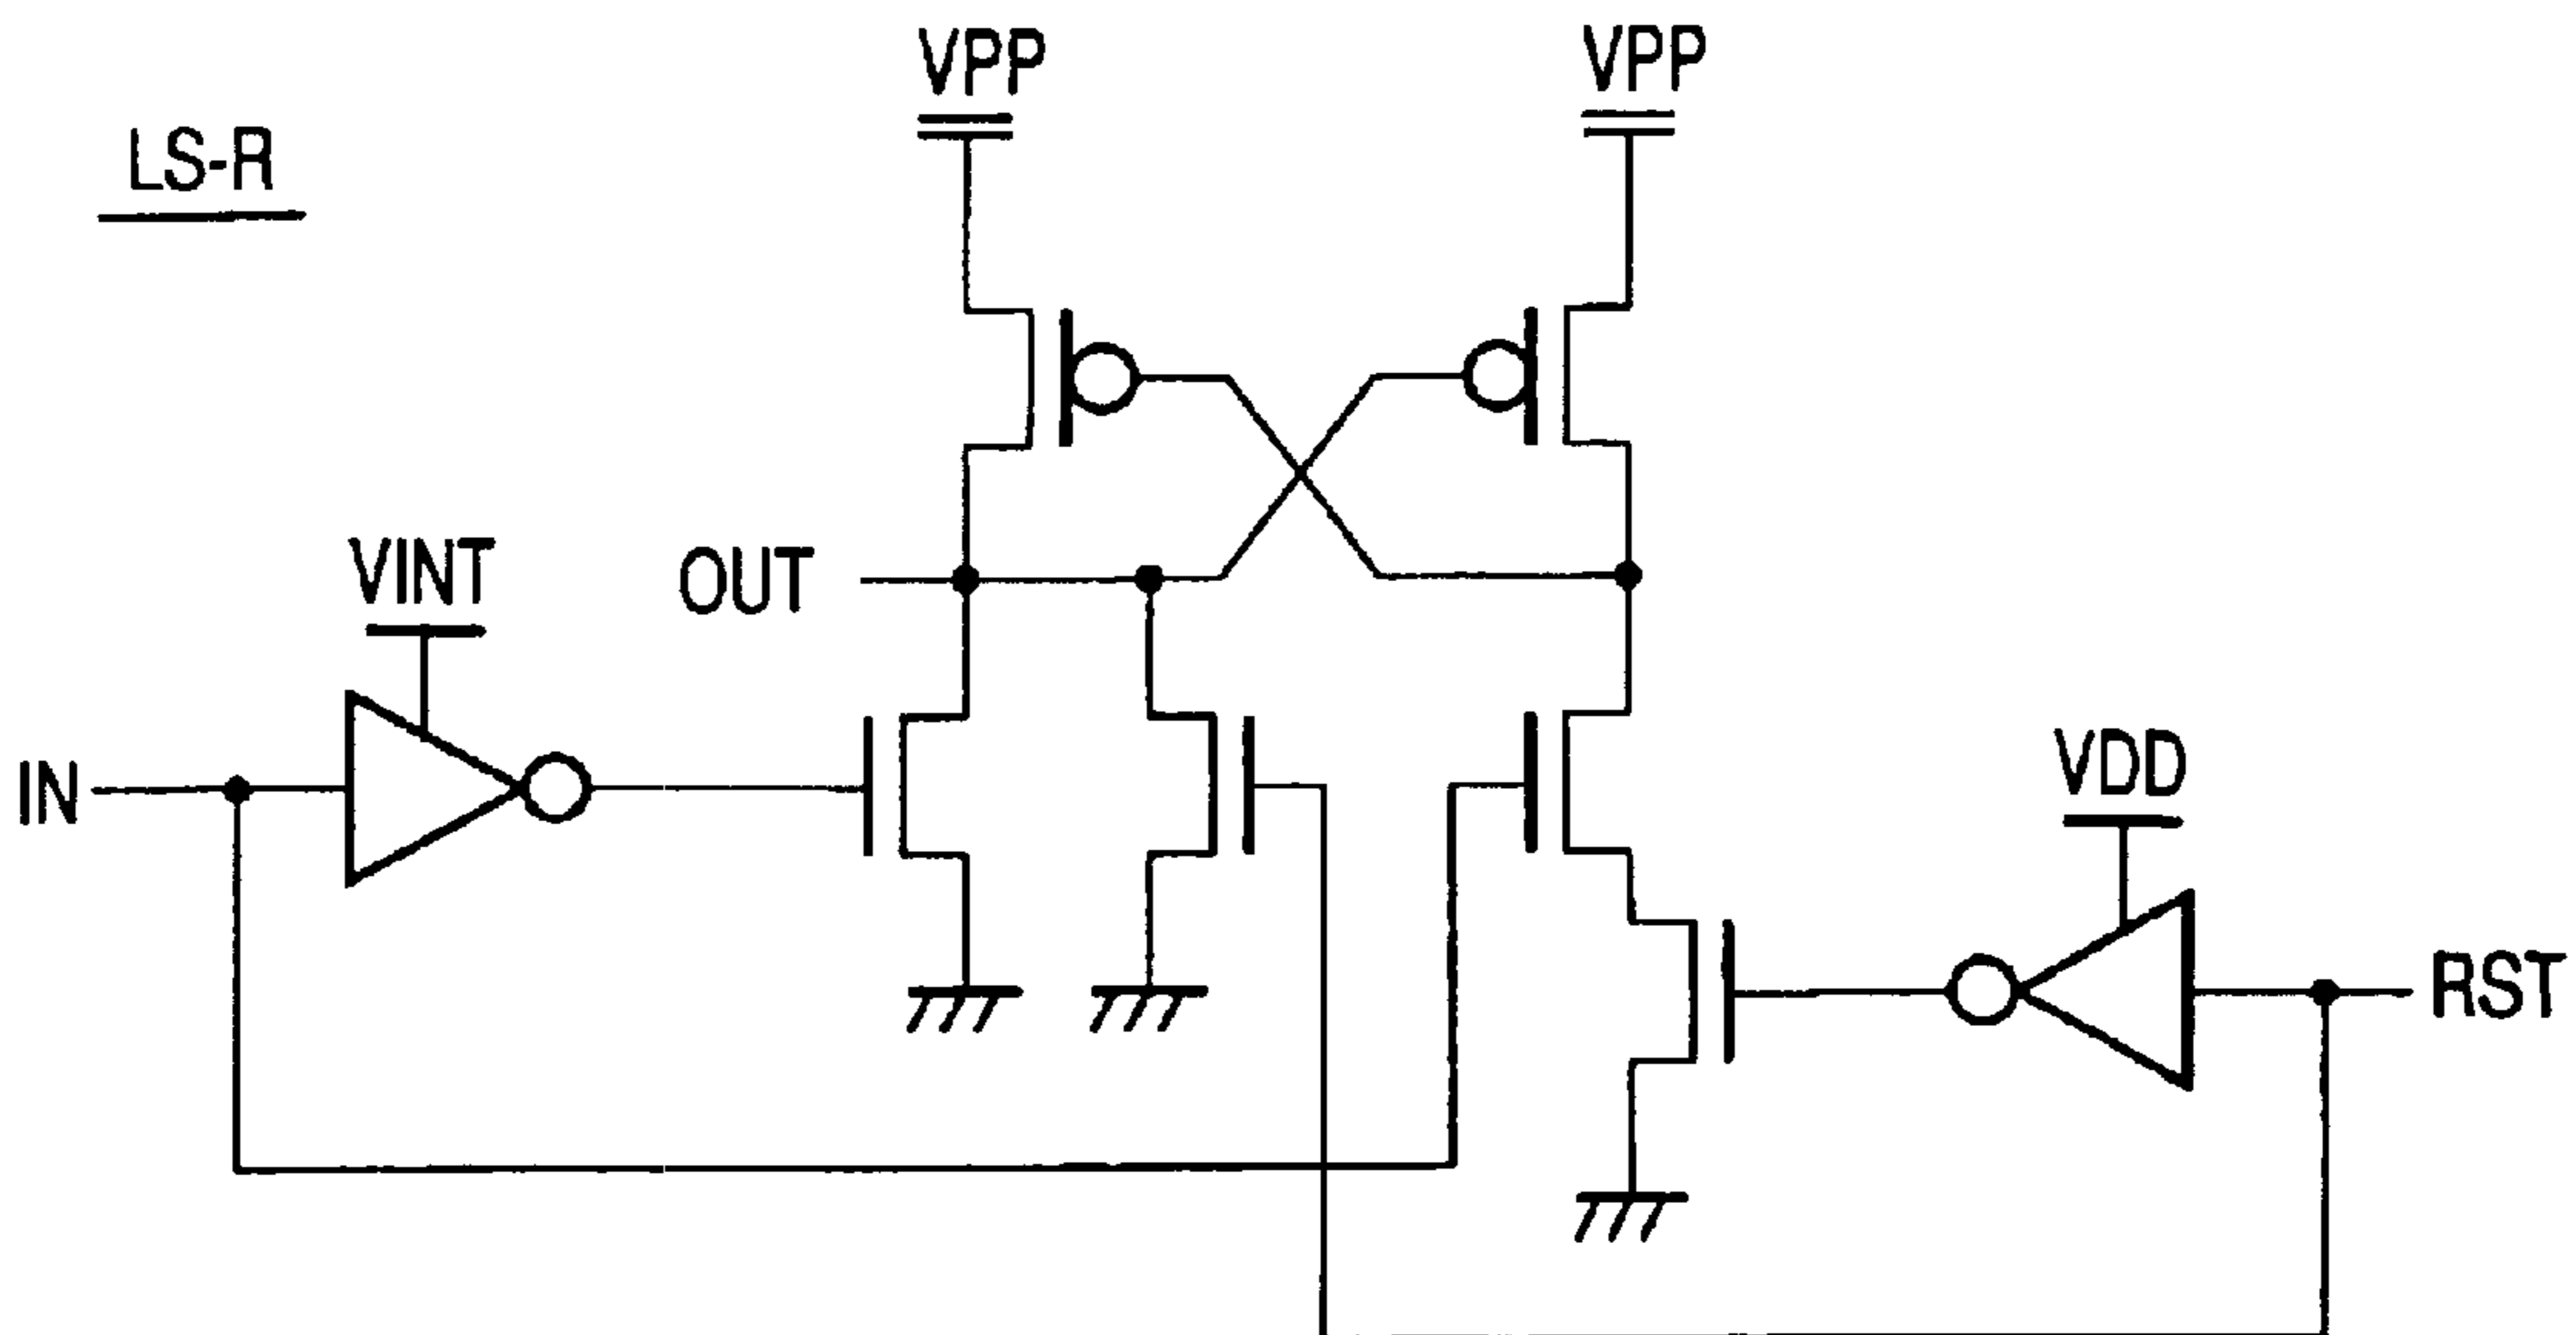 VPP
VPP
LS-R
VINT
OUT
IN
VDD
RST